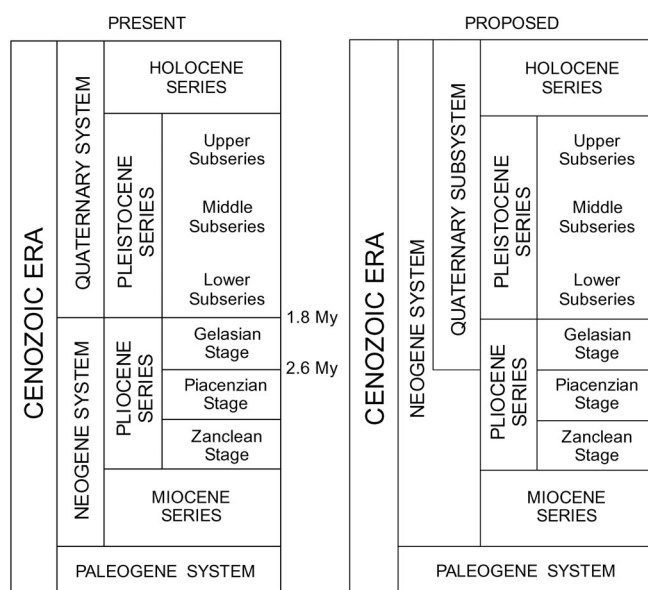 PRESENT
CENOZOIC ERA
QUATERNARY SYSTEM
NEOGENE SYSTEM
HOLOCENE
SERIES
PLEISTOCENE
SERIES
Upper
Subseries
Middle
Subseries
Lower
Subseries
PLIOCENE
SERIES
Gelasian
Stage
Piacenzian
Stage
Zanclean
Stage
MIOCENE
SERIES
PALEOGENE SYSTEM
1.8 My
2.6 My
PROPOSED
CENOZOIC ERA
NEOGENE SYSTEM
QUATERNARY SUBSYSTEM
HOLOCENE
SERIES
PLEISTOCENE
SERIES
Upper
Subseries
Middle
Subseries
Lower
Subseries
PLIOCENE
SERIES
Gelasian
Stage
Piacenzian
Stage
Zanclean
Stage
MIOCENE
SERIES
PALEOGENE SYSTEM